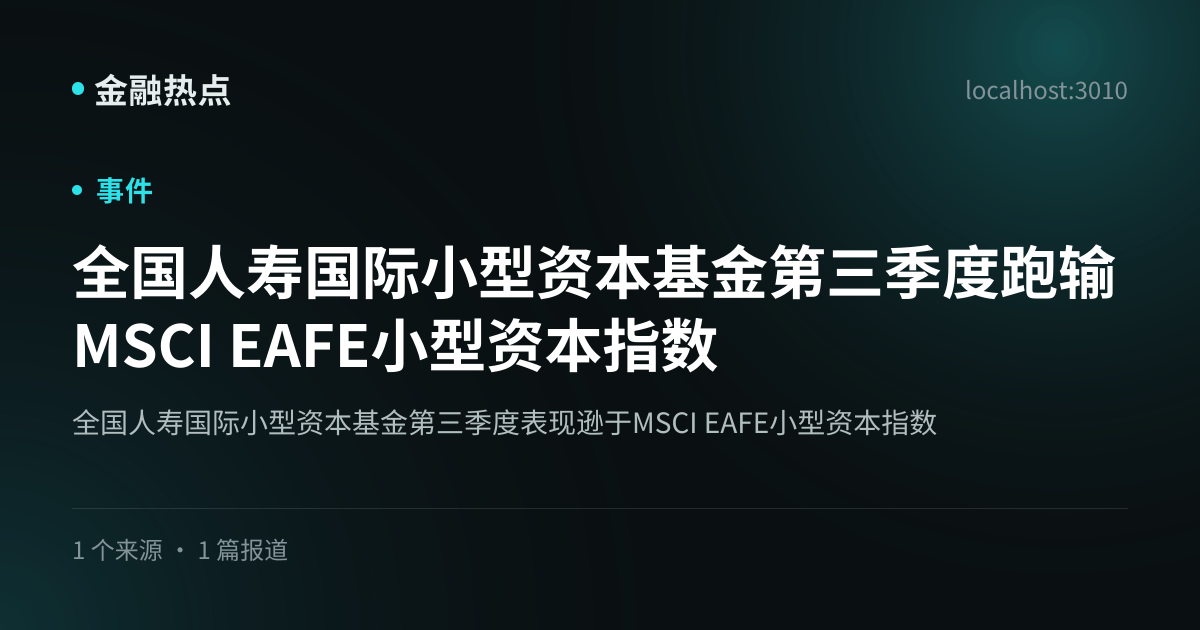 金融热点
localhost:3010
事件
全国人寿国际小型资本基金第三季度跑输
MSCI EAFE小型资本指数
全国人寿国际小型资本基金第三季度表现逊于MSCI EAFE小型资本指数
1 个来源 · 1 篇报道